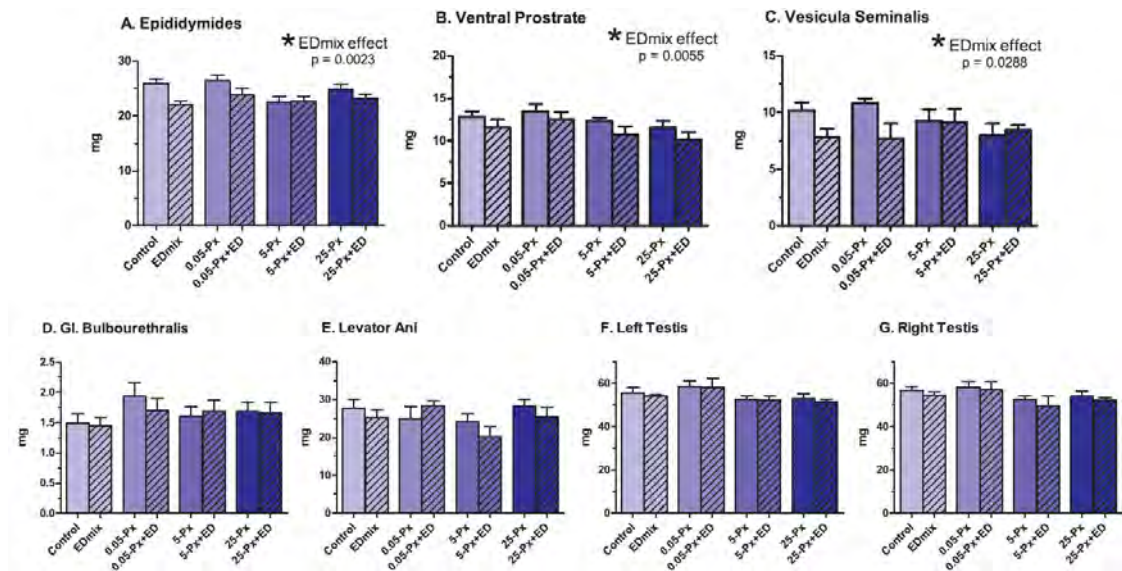 A. Epididymides
* EDmix effect
p = 0.0023
30
20
10
0
mg
Control
EDmix
0.05-Px
0.05-Px+ED
5-Px
5-Px+ED
25-Px
25-Px+ED
B. Ventral Prostrate
* EDmix effect
p = 0.0055
20
15
10
5
0
mg
Control
EDmix
0.05-Px
0.05-Px+ED
5-Px
5-Px+ED
25-Px
25-Px+ED
C. Vesicula Seminalis
* EDmix effect
p = 0.0288
15
10
5
0
mg
Control
EDmix
0.05-Px
0.05-Px+ED
5-Px
5-Px+ED
25-Px
25-Px+ED
D. Gl. Bulbourethralis
2.5
2.0
1.5
1.0
0.5
0.0
mg
Control
EDmix
0.05-Px
0.05-Px+ED
5-Px
5-Px+ED
25-Px
25-Px+ED
E. Levator Ani
40
30
20
10
0
mg
Control
EDmix
0.05-Px
0.05-Px+ED
5-Px
5-Px+ED
25-Px
25-Px+ED
F. Left Testis
60
40
20
0
mg
Control
EDmix
0.05-Px
0.05-Px+ED
5-Px
5-Px+ED
25-Px
25-Px+ED
G. Right Testis
60
40
20
0
mg
Control
EDmix
0.05-Px
0.05-Px+ED
5-Px
5-Px+ED
25-Px
25-Px+ED